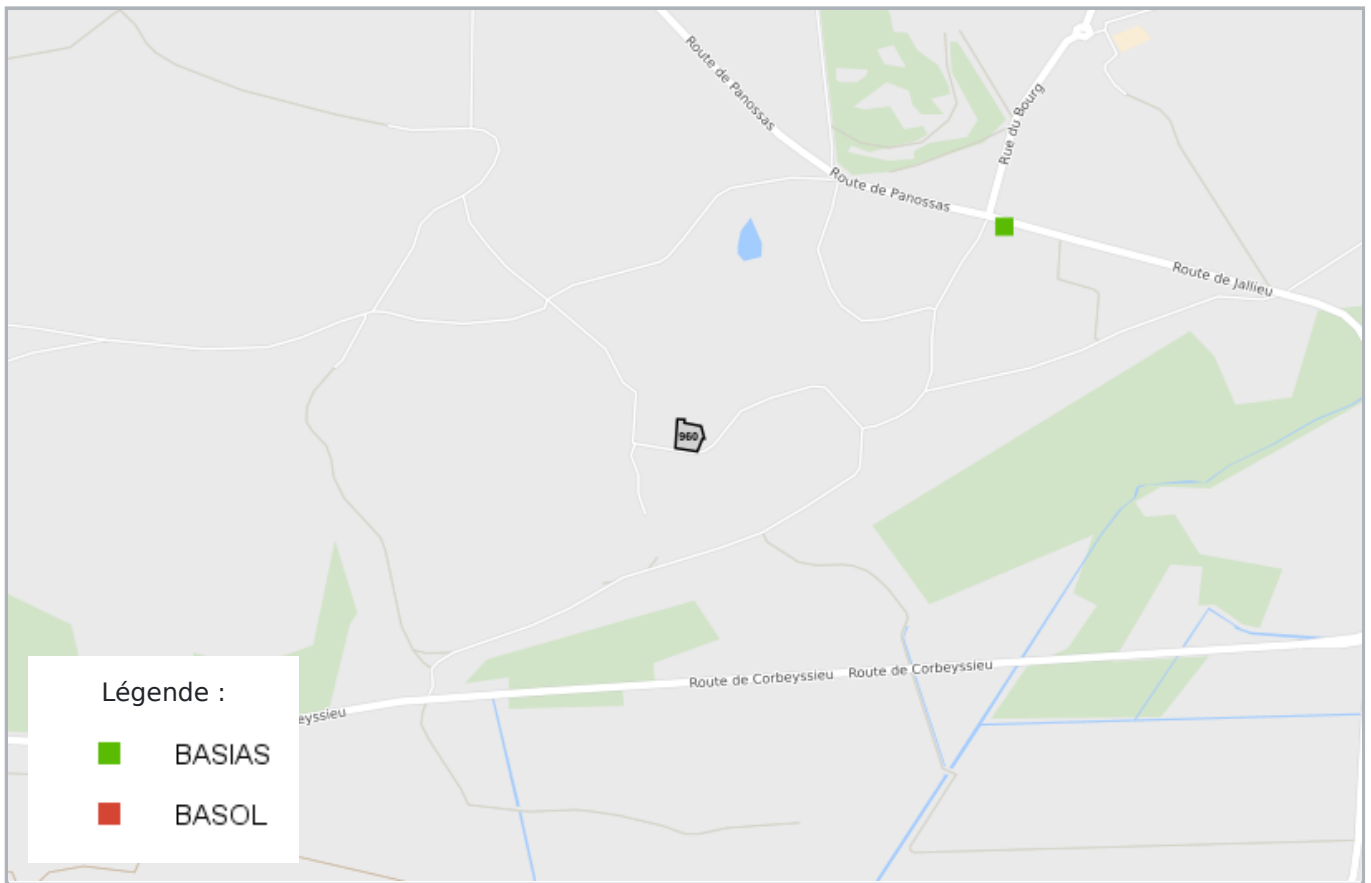 Route de Panossas
Rue du Bourg
Route de Panossas
Route de Jallieu
960
Route de Corbeyssieu
Route de Corbeyssieu
eyssieu
Légende :
BASIAS
BASOL